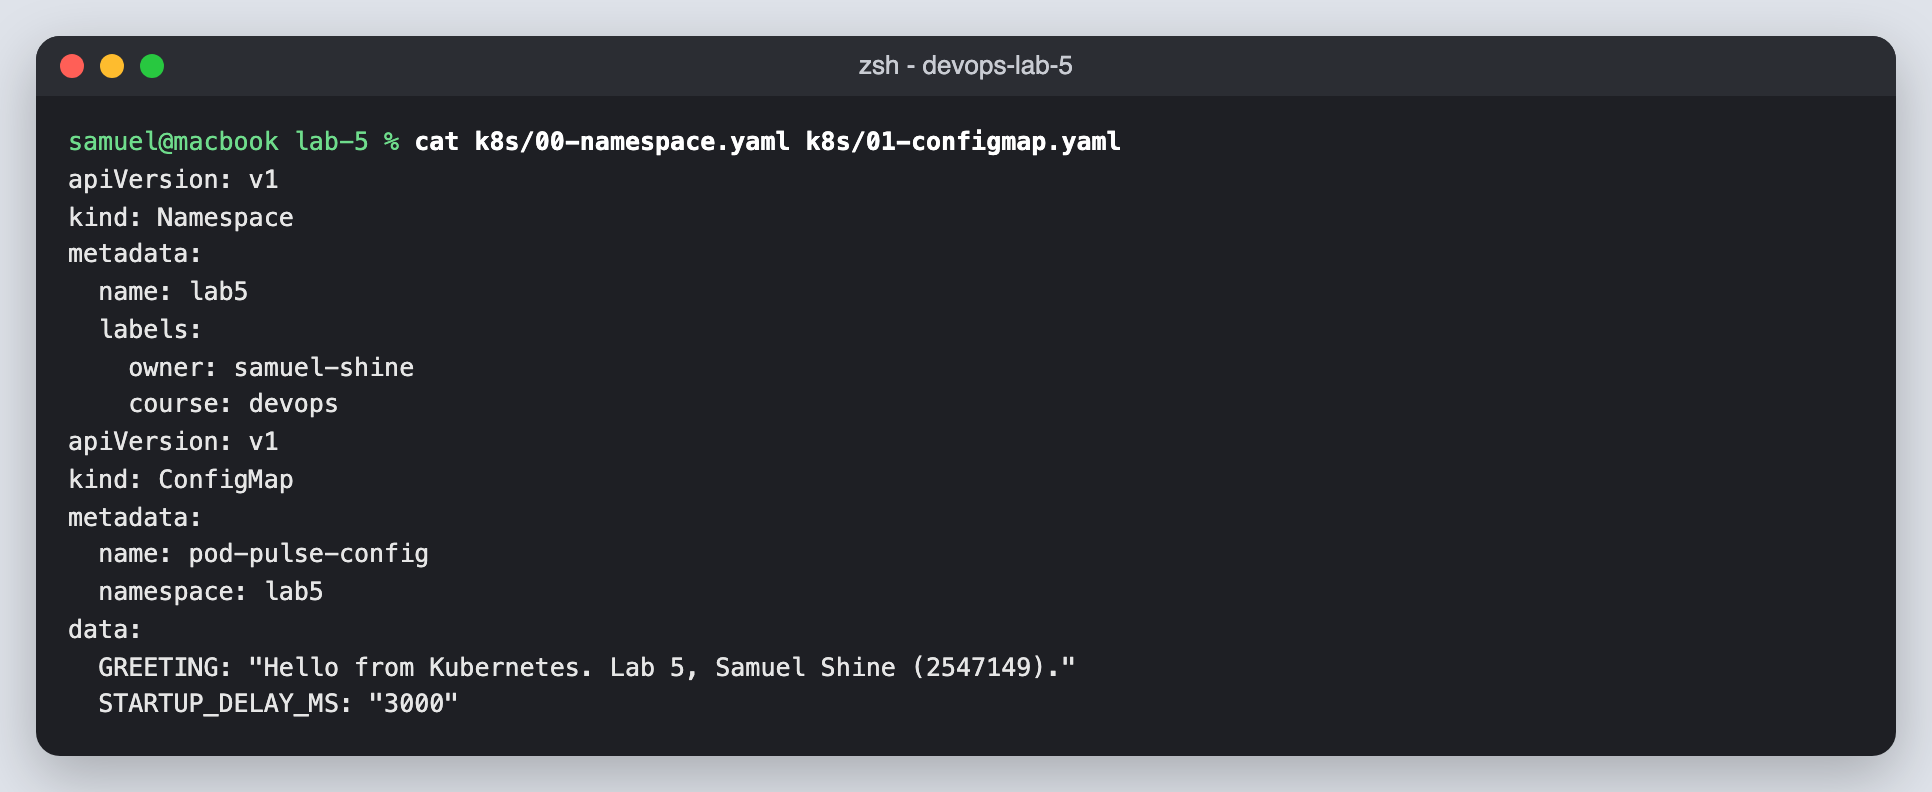 zsh - devops-lab-5
samuel@macbook lab-5 % cat k8s/00-namespace.yaml k8s/01-configmap.yaml
apiVersion: v1
kind: Namespace
metadata:
  name: lab5
  labels:
    owner: samuel-shine
    course: devops
apiVersion: v1
kind: ConfigMap
metadata:
  name: pod-pulse-config
  namespace: lab5
data:
  GREETING: "Hello from Kubernetes. Lab 5, Samuel Shine (2547149)."
  STARTUP_DELAY_MS: "3000"